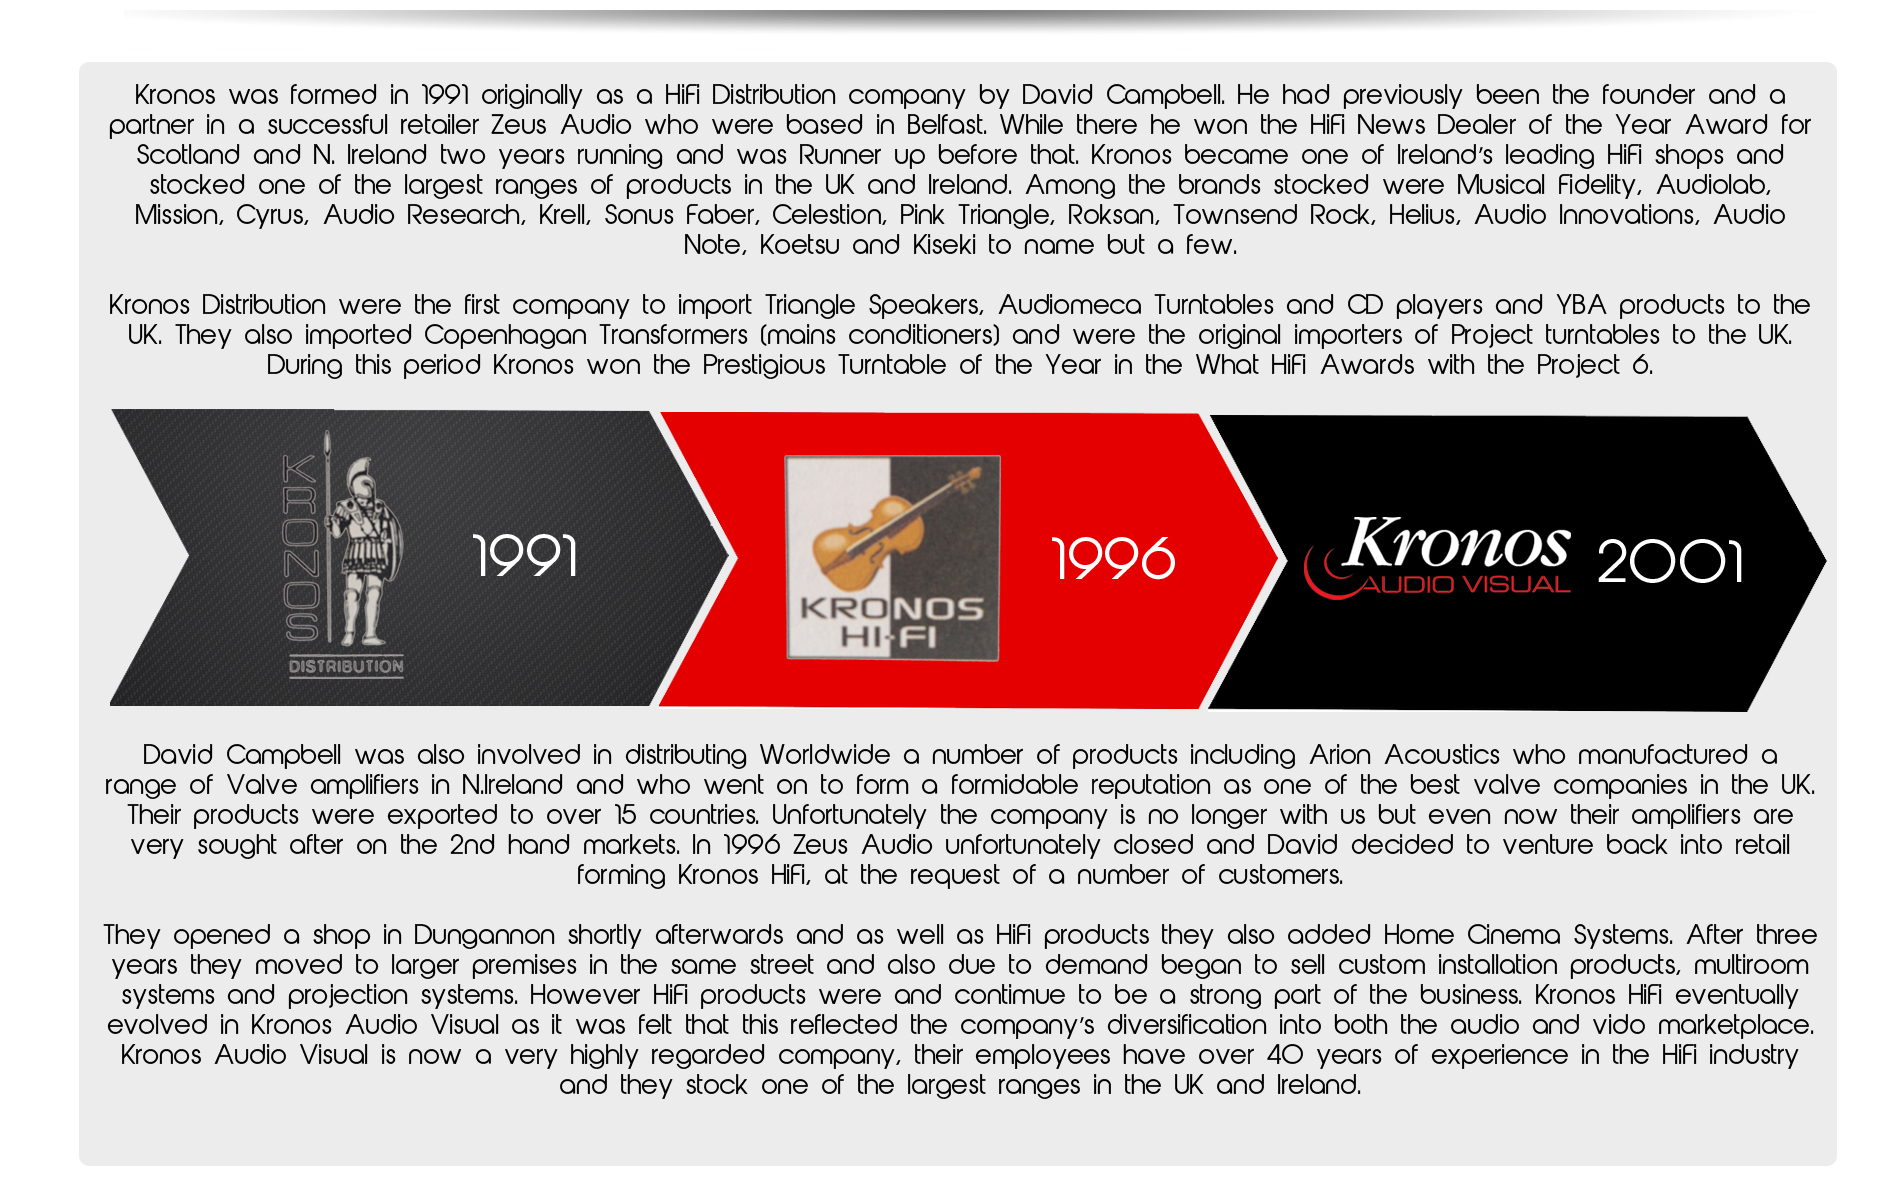 Kronos was formed in 1991 originally as a HiFi Distribution company by David Campbell. He had previously been the founder and a
partner in a successful retailer Zeus Audio who were based in Belfast. While there he won the HiFi News Dealer of the Year Award for
Scotland and N. Ireland two years running and was Runner up before that. Kronos became one of Ireland's leading HiFi shops and
stocked one of the largest ranges of products in the UK and Ireland. Among the brands stocked were Musical Fidelity, Audiolab,
Mission, Cyrus, Audio Research, Krell, Sonus Faber, Celestion, Pink Triangle, Roksan, Townsend Rock, Helius, Audio Innovations, Audio
Note, Koetsu and Kiseki to name but a few.
Kronos Distribution were the first company to import Triangle Speakers, Audiomeca Turntables and CD players and YBA products to the
UK. They also imported Copenhagan Transformers (mains conditioners) and were the original importers of Project turntables to the UK.
During this period Kronos won the Prestigious Turntable of the Year in the What HiFi Awards with the Project 6.
KRONOS
DISTRIBUTION
1991
KRONOS
HI-FI
1996
Kronos
AUDIO VISUAL
2001
David Campbell was also involved in distributing Worldwide a number of products including Arion Acoustics who manufactured a
range of Valve amplifiers in N.Ireland and who went on to form a formidable reputation as one of the best valve companies in the UK.
Their products were exported to over 15 countries. Unfortunately the company is no longer with us but even now their amplifiers are
very sought after on the 2nd hand markets. In 1996 Zeus Audio unfortunately closed and David decided to venture back into retail
forming Kronos HiFi, at the request of a number of customers.
They opened a shop in Dungannon shortly afterwards and as well as HiFi products they also added Home Cinema Systems. After three
years they moved to larger premises in the same street and also due to demand began to sell custom installation products, multiroom
systems and projection systems. However HiFi products were and contimue to be a strong part of the business. Kronos HiFi eventually
evolved in Kronos Audio Visual as it was felt that this reflected the company's diversification into both the audio and vido marketplace.
Kronos Audio Visual is now a very highly regarded company, their employees have over 40 years of experience in the HiFi industry
and they stock one of the largest ranges in the UK and Ireland.